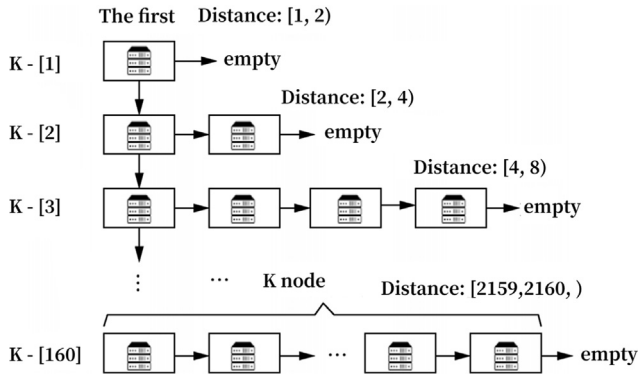 The first Distance: [1, 2)
K - [1] empty
Distance: [2, 4)
K - [2] empty
Distance: [4, 8)
K - [3] empty
⋮ ··· K node
Distance: [2159,2160, )
K - [160] ··· empty